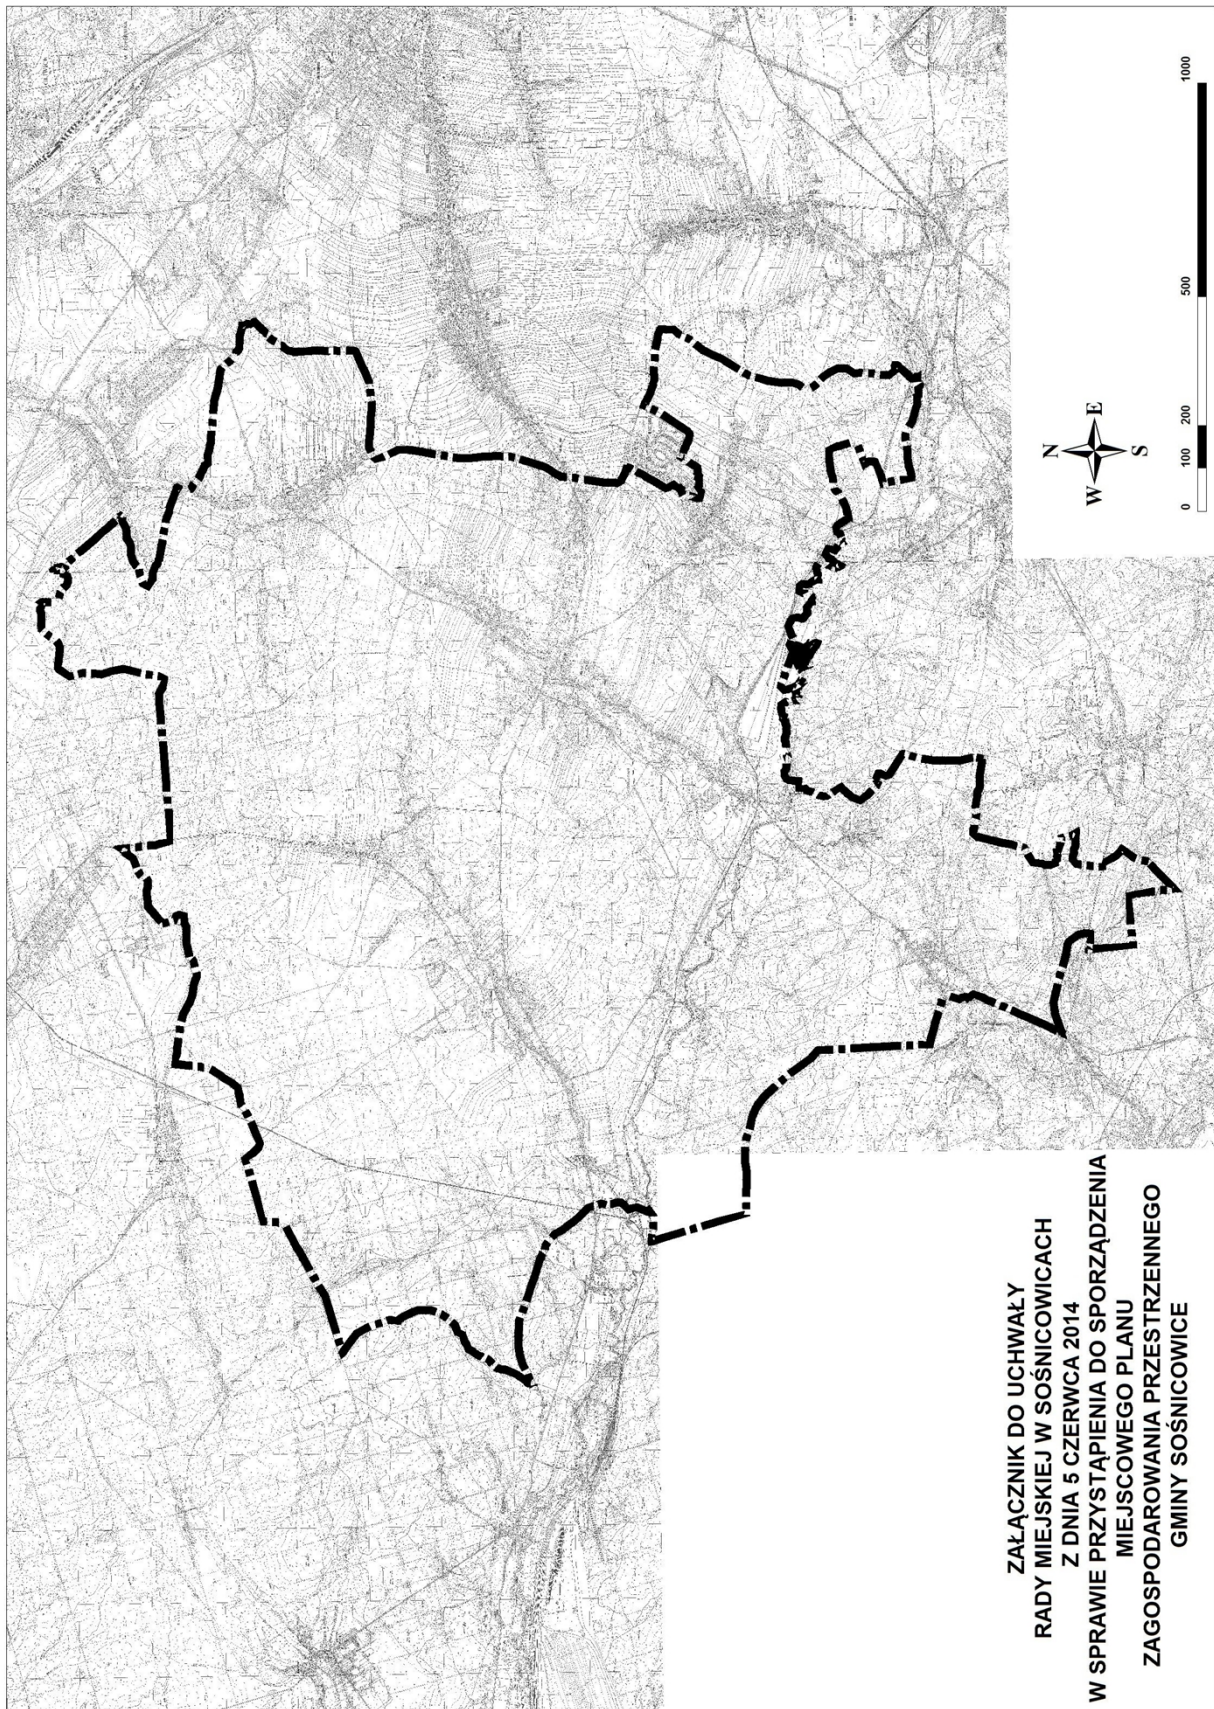 ZAŁĄCZNIK DO UCHWAŁY
RADY MIEJSKIEJ W SOŚNICOWICACH
Z DNIA 5 CZERWCA 2014
W SPRAWIE PRZYSTĄPIENIA DO SPORZĄDZENIA
MIEJSCOWEGO PLANU
ZAGOSPODAROWANIA PRZESTRZENNEGO
GMINY SOŚNICOWICE
N
W E
S
0 100 200 500 1000